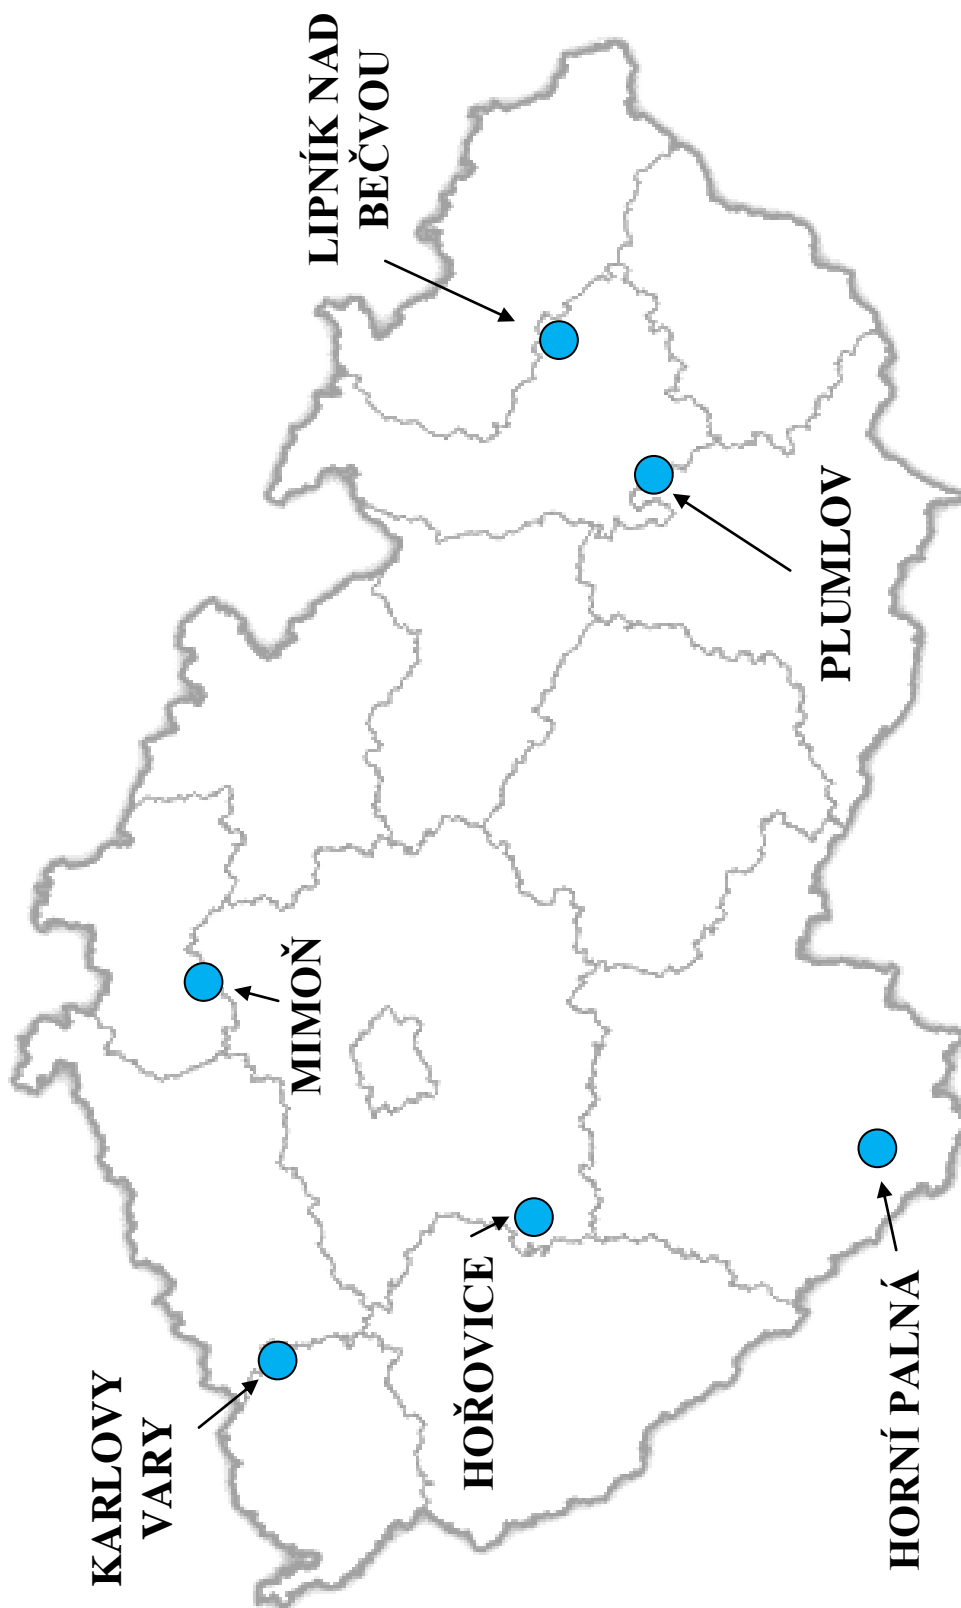 KARLOVY
VARY
MIMOŇ
LIPNÍK NAD
BEČVOU
HOŘOVICE
PLUMLOV
HORNÍ PALNÁ